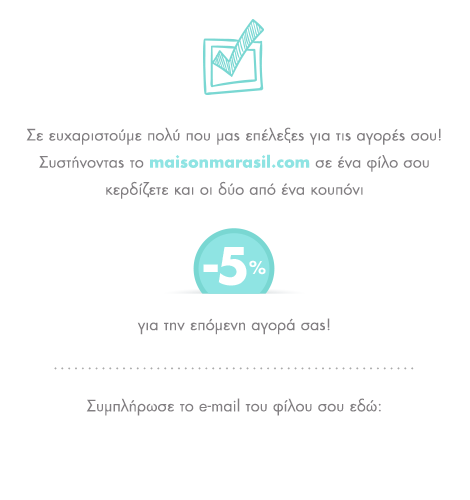 Σε ευχαριστούμε πολύ που μας επέλεξες για τις αγορές σου!
Συστήνοντας το maisonmarasil.com σε ένα φίλο σου
κερδίζετε και οι δύο από ένα κουπόνι
-5%
για την επόμενη αγορά σας!
Συμπλήρωσε το e-mail του φίλου σου εδώ: